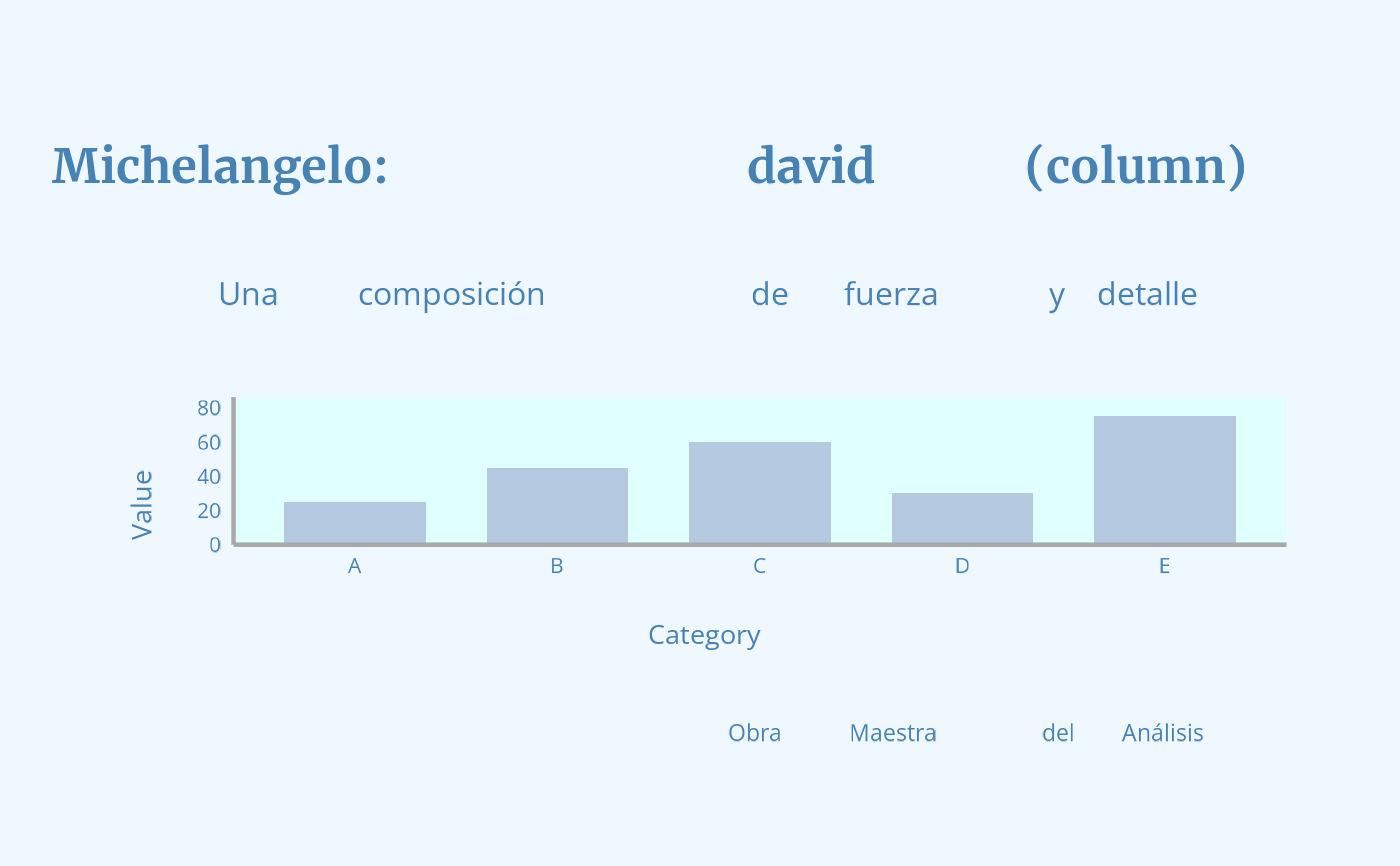 Michelangelo: david (column)
Una composición de fuerza y detalle
80
60
40
20
0
Value
A B C D E
Category
Obra Maestra del Análisis